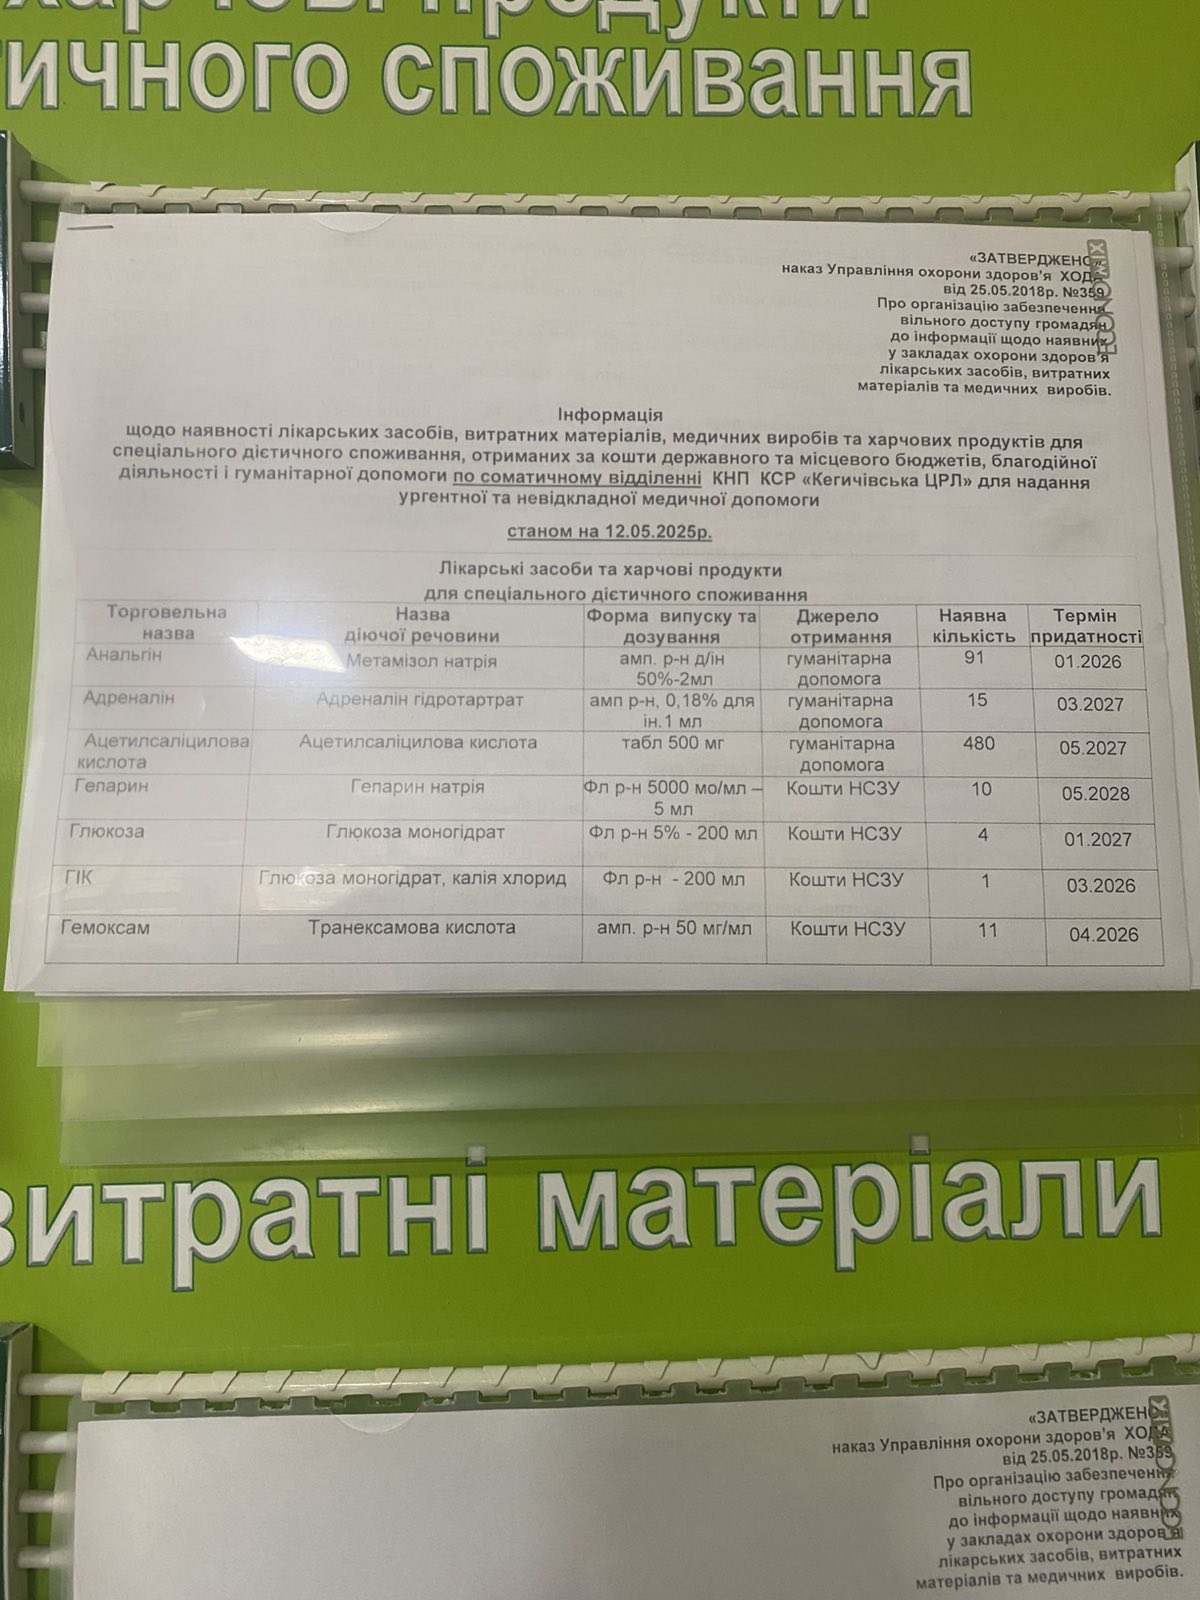 харчові продукти
тичного споживання
ECONOMIX
«ЗАТВЕРДЖЕНО»
наказ Управління охорони здоров'я ХОДА
від 25.05.2018р. №359
Про організацію забезпечення
вільного доступу громадян
до інформації щодо наявних
у закладах охорони здоров'я
лікарських засобів, витратних
матеріалів та медичних виробів.
Інформація
щодо наявності лікарських засобів, витратних матеріалів, медичних виробів та харчових продуктів для
спеціального дієтичного споживання, отриманих за кошти державного та місцевого бюджетів, благодійної
діяльності і гуманітарної допомоги по соматичному відділенні КНП КСР «Кегичівська ЦРЛ» для надання
ургентної та невідкладної медичної допомоги
станом на 12.05.2025р.
Лікарські засоби та харчові продукти
для спеціального дієтичного споживання
Торговельна назва Назва діючої речовини Форма випуску та дозування Джерело отримання Наявна кількість Термін придатності
Анальгін Метамізол натрія амп. р-н д/ін 50%-2мл гуманітарна допомога 91 01.2026
Адреналін Адреналін гідротартрат амп р-н, 0,18% для ін.1 мл гуманітарна допомога 15 03.2027
Ацетилсаліцилова кислота Ацетилсаліцилова кислота табл 500 мг гуманітарна допомога 480 05.2027
Гепарин Гепарин натрія Фл р-н 5000 мо/мл – 5 мл Кошти НСЗУ 10 05.2028
Глюкоза Глюкоза моногідрат Фл р-н 5% - 200 мл Кошти НСЗУ 4 01.2027
ГІК Глюкоза моногідрат, калія хлорид Фл р-н - 200 мл Кошти НСЗУ 1 03.2026
Гемоксам Транексамова кислота амп. р-н 50 мг/мл Кошти НСЗУ 11 04.2026
витратні матеріали
ECONOMIX
«ЗАТВЕРДЖЕНО»
наказ Управління охорони здоров'я ХОДА
від 25.05.2018р. №359
Про організацію забезпечення
вільного доступу громадян
до інформації щодо наявних
у закладах охорони здоров'я
лікарських засобів, витратних
матеріалів та медичних виробів.